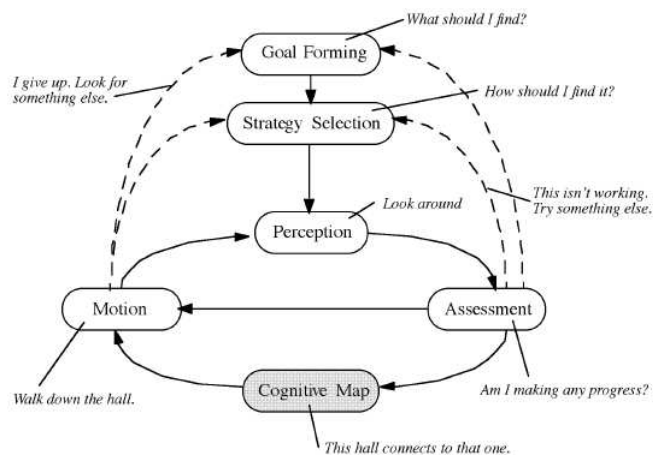 What should I find?
Goal Forming
I give up. Look for
something else.
How should I find it?
Strategy Selection
This isn't working.
Try something else.
Look around
Perception
Motion
Assessment
Walk down the hall.
Cognitive Map
Am I making any progress?
This hall connects to that one.